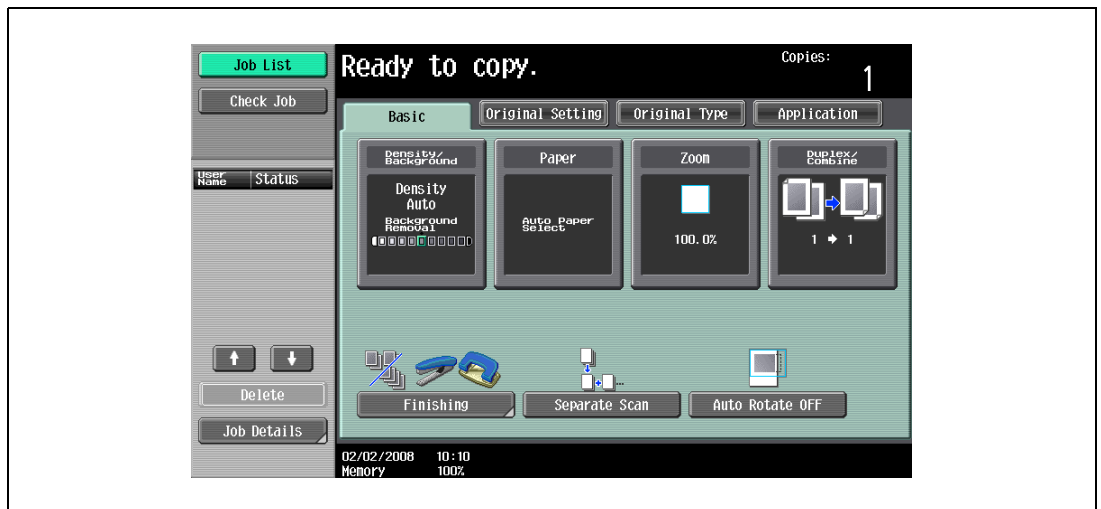 Job List
Check Job
User Name
Status
Delete
Job Details
Ready to copy.
Copies:
1
Basic
Original Setting
Original Type
Application
Density/
Background
Density
Auto
Background
Removal
Paper
Auto Paper
Select
Zoom
100.0%
Duplex/
Combine
1 → 1
Finishing
Separate Scan
Auto Rotate OFF
02/02/2008 10:10
Memory 100%